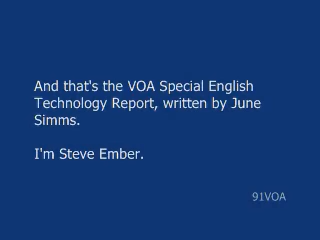 And that's the VOA Special English
Technology Report, written by June
Simms.
I'm Steve Ember.
91VOA